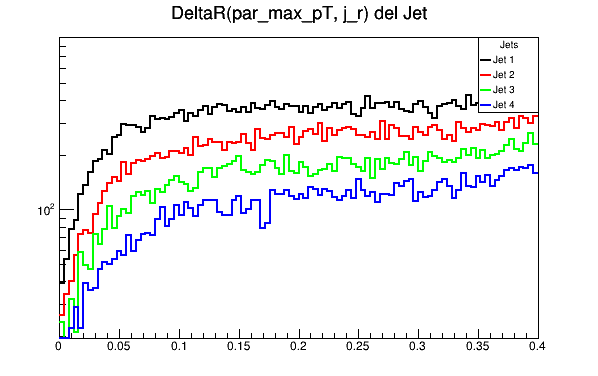 DeltaR(par_max_pT, j_r) del Jet
Jets
Jet 1
Jet 2
Jet 3
Jet 4
10²
0 0.05 0.1 0.15 0.2 0.25 0.3 0.35 0.4